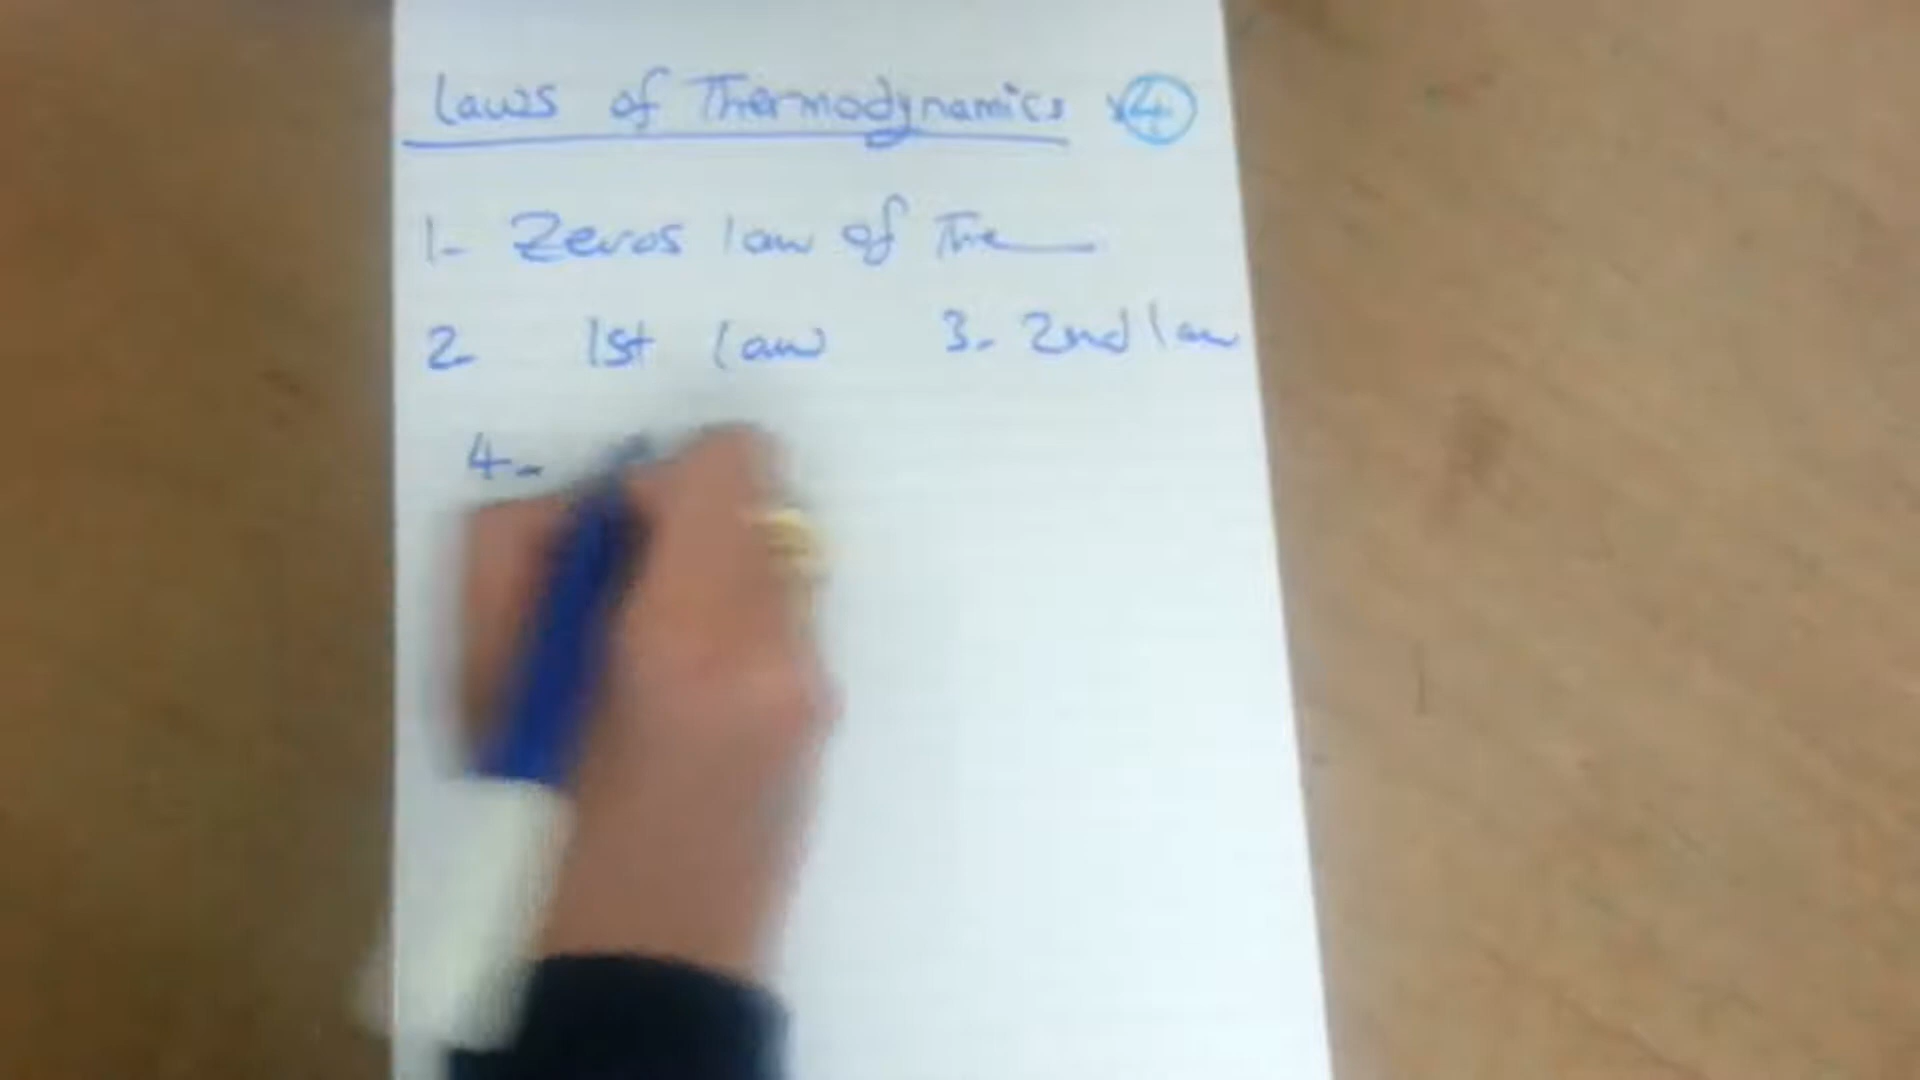 Laws of Thermodynamics 4
1- Zeros law of The
2- 1st law 3- 2nd law
4-